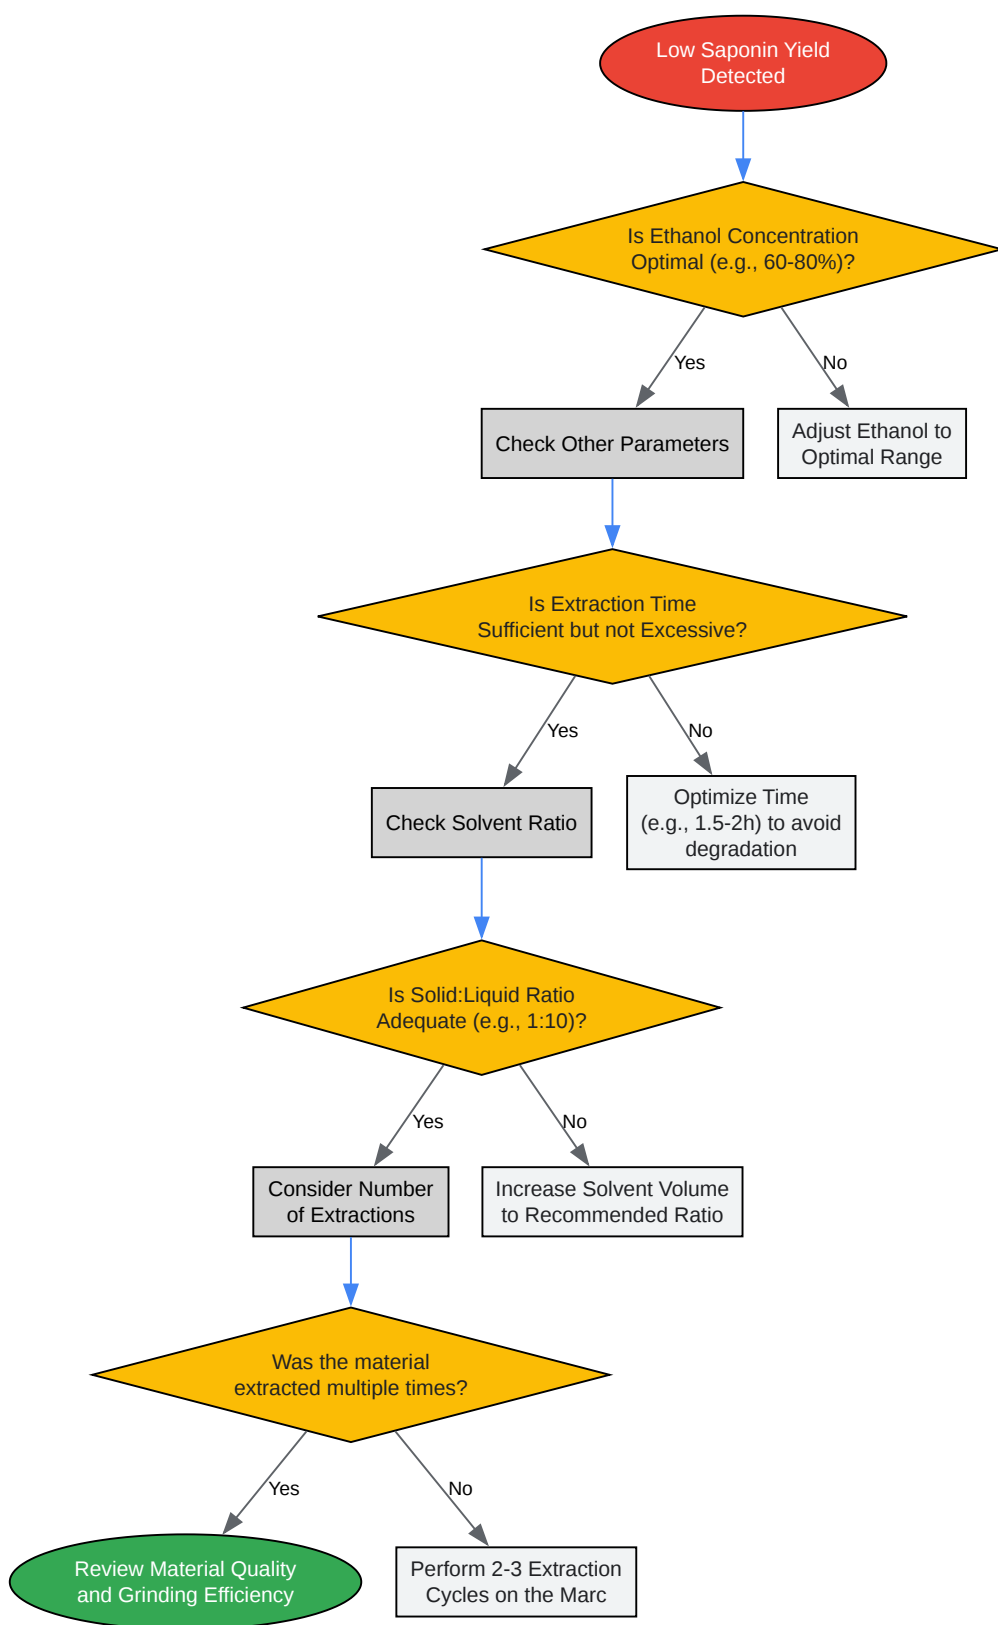 Low Saponin Yield
Detected
Is Ethanol Concentration
Optimal (e.g., 60-80%)?
Yes
No
Check Other Parameters
Adjust Ethanol to
Optimal Range
Is Extraction Time
Sufficient but not Excessive?
Yes
No
Check Solvent Ratio
Optimize Time
(e.g., 1.5-2h) to avoid
degradation
Is Solid:Liquid Ratio
Adequate (e.g., 1:10)?
Yes
No
Consider Number
of Extractions
Increase Solvent Volume
to Recommended Ratio
Was the material
extracted multiple times?
Yes
No
Review Material Quality
and Grinding Efficiency
Perform 2-3 Extraction
Cycles on the Marc